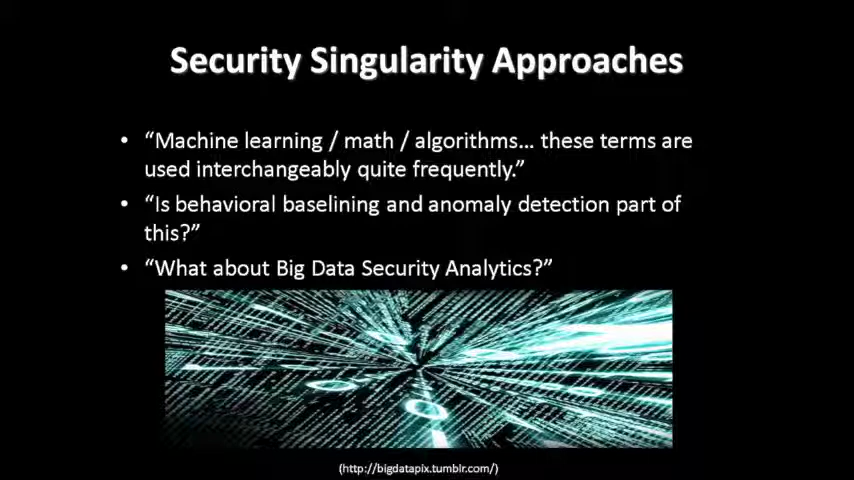 Security Singularity Approaches
• “Machine learning / math / algorithms… these terms are
used interchangeably quite frequently.”
• “Is behavioral baselining and anomaly detection part of
this?”
• “What about Big Data Security Analytics?”
(http://bigdatapix.tumblr.com/)